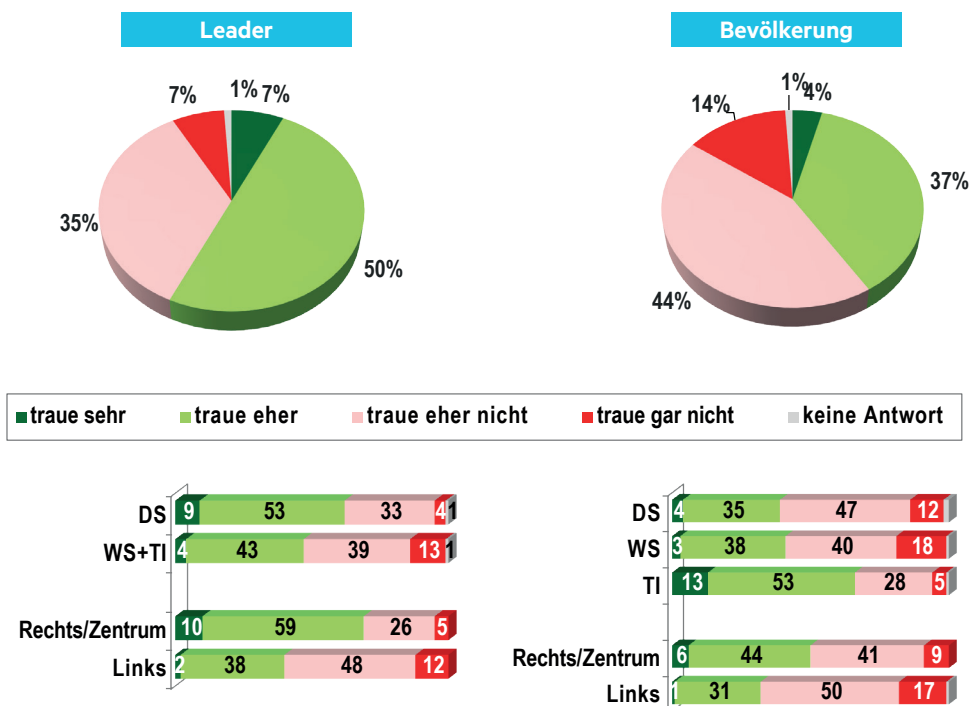 Leader
Bevölkerung
7% 1% 7%
35%
50%
14% 1% 4%
37%
44%
traue sehr traue eher traue eher nicht traue gar nicht keine Antwort
DS 9 53 33 4 1
WS+TI 4 43 39 13 1
Rechts/Zentrum 10 59 26 5
Links 2 38 48 12
DS 4 35 47 12
WS 3 38 40 18
TI 13 53 28 5
Rechts/Zentrum 6 44 41 9
Links 1 31 50 17